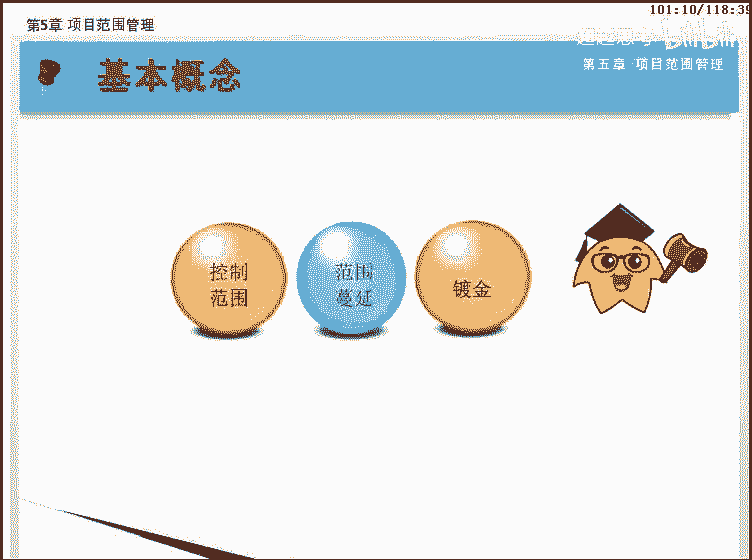 101:10/118:39
第5章 项目范围管理
bilibili
基本概念
第五章 项目范围管理
控制
范围
范围
蔓延
镀金